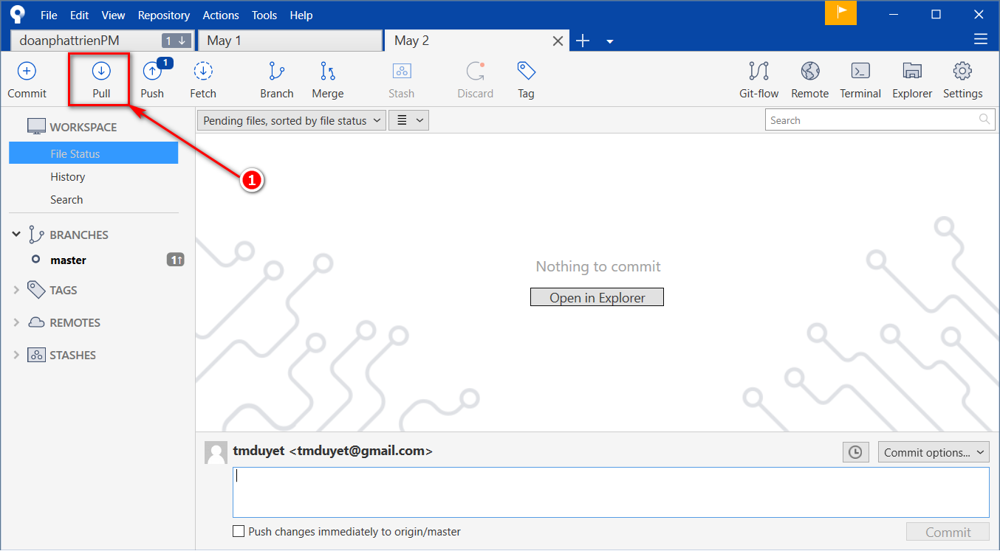 File Edit View Repository Actions Tools Help
doanphattrienPM 1 ↓ May 1 May 2
1
Commit Pull Push Fetch Branch Merge Stash Discard Tag Git-flow Remote Terminal Explorer Settings
Pending files, sorted by file status Search
WORKSPACE
File Status
History
1
Search
BRANCHES
master 1↑
TAGS
REMOTES
STASHES
Nothing to commit
Open in Explorer
tmduyet <tmduyet@gmail.com> Commit options...
Push changes immediately to origin/master Commit